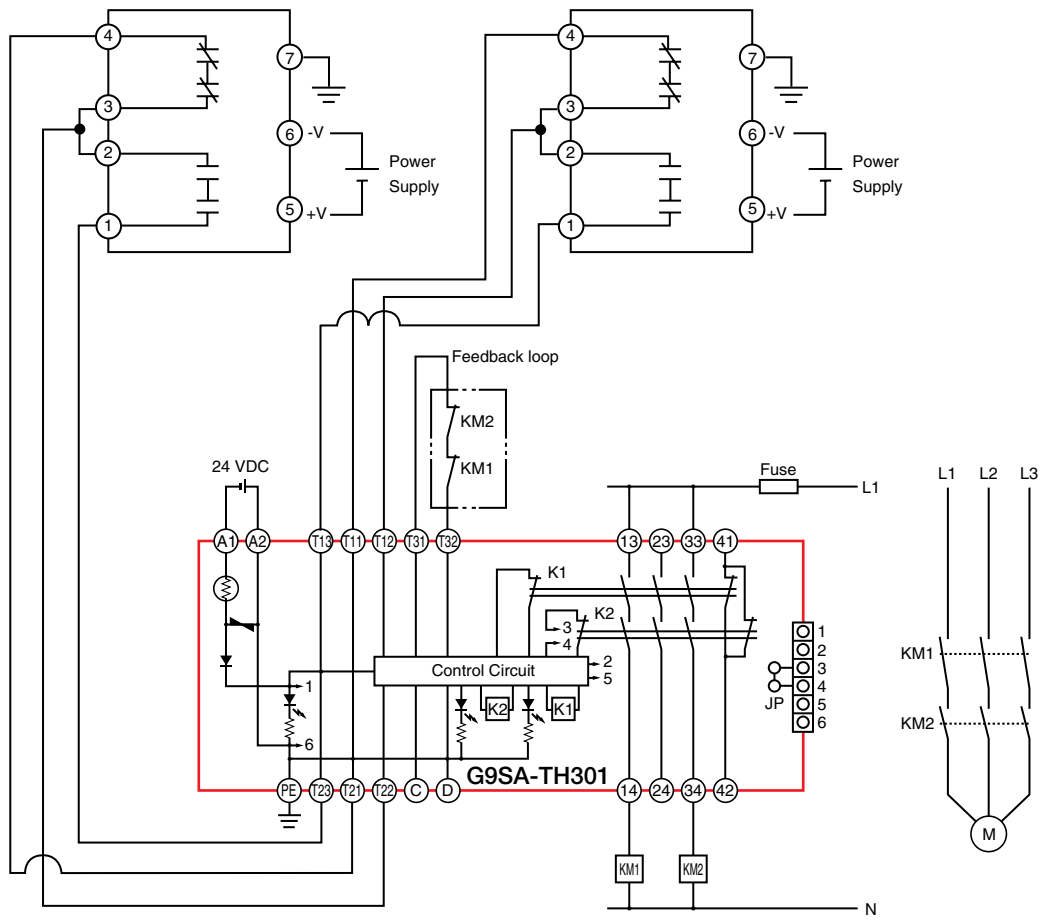 4
3
2
1
7
6 -V
5 +V
Power
Supply
4
3
2
1
7
6 -V
5 +V
Power
Supply
Feedback loop
KM2
KM1
24 VDC
Fuse
L1
L1 L2 L3
A1 A2 T13 T11 T12 T31 T32 13 23 33 41
K1
K2
3
4
Control Circuit
2
5
1
6
K2
K1
1
2
3
4
5
6
JP
KM1
KM2
G9SA-TH301
PE T23 T21 T22 C D 14 24 34 42
M
KM1
KM2
N